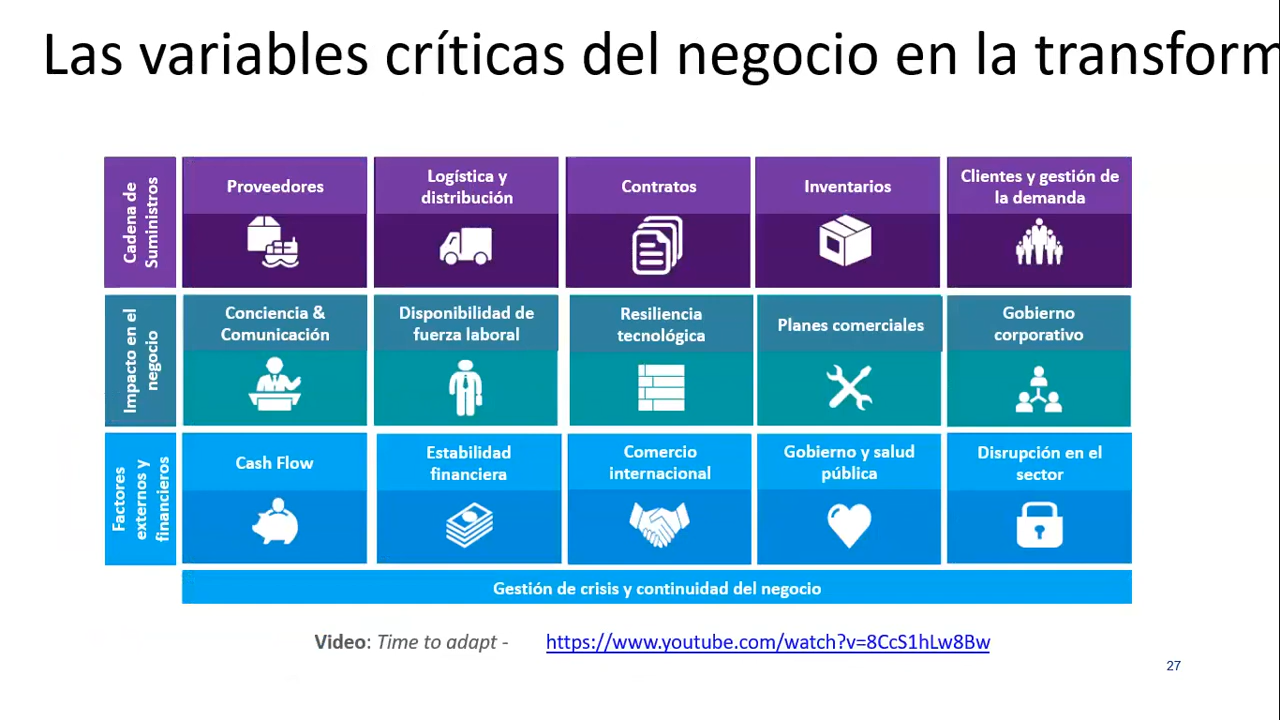 Las variables críticas del negocio en la transform
Cadena de
Suministros
Proveedores
Logística y
distribución
Contratos
Inventarios
Clientes y gestión de
la demanda
Impacto en el
negocio
Conciencia &
Comunicación
Disponibilidad de
fuerza laboral
Resiliencia
tecnológica
Planes comerciales
Gobierno
corporativo
Factores
externos y
financieros
Cash Flow
Estabilidad
financiera
Comercio
internacional
Gobierno y salud
pública
Disrupción en el
sector
Gestión de crisis y continuidad del negocio
Video: Time to adapt - https://www.youtube.com/watch?v=8CcS1hLw8Bw
27